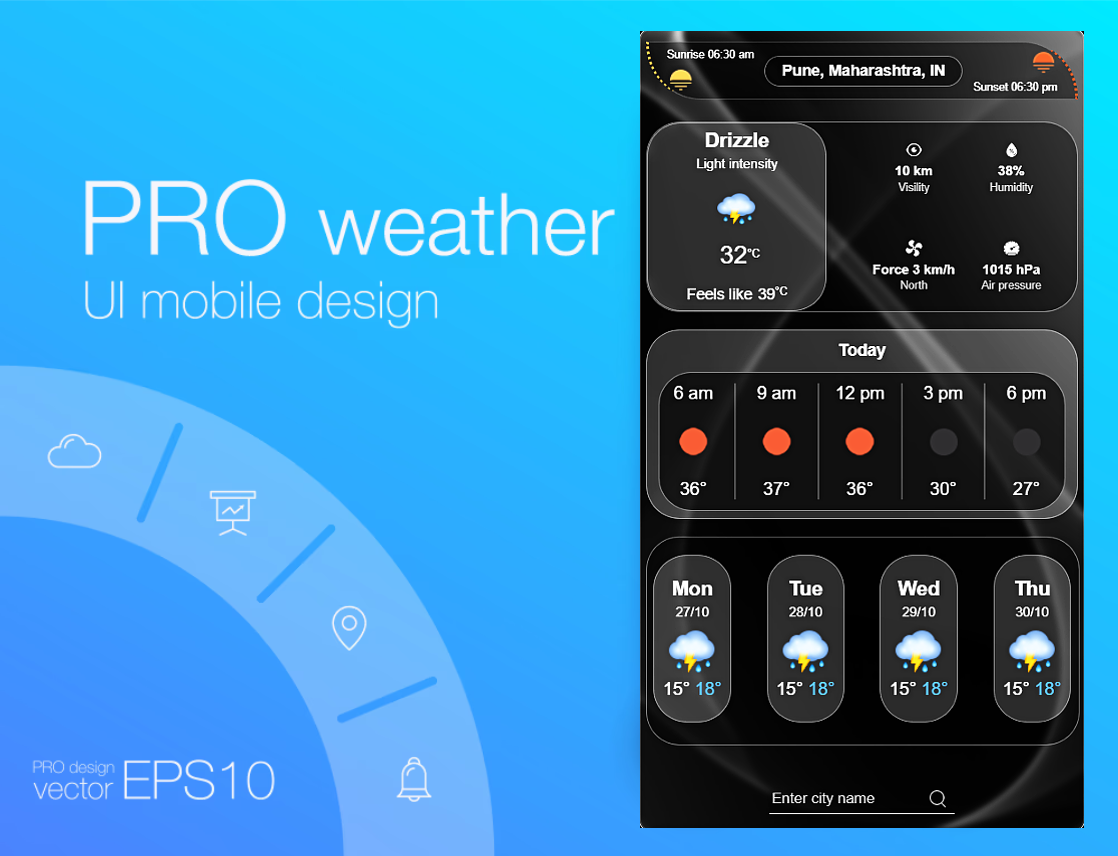 PRO weather
UI mobile design
PRO design
vector EPS10
Sunrise 06:30 am
Pune, Maharashtra, IN
Sunset 06:30 pm
Drizzle
Light intensity
32°C
Feels like 39°C
10 km
Visility
38%
Humidity
Force 3 km/h
North
1015 hPa
Air pressure
Today
6 am 9 am 12 pm 3 pm 6 pm
36° 37° 36° 30° 27°
Mon Tue Wed Thu
27/10 28/10 29/10 30/10
15° 18° 15° 18° 15° 18° 15° 18°
Enter city name